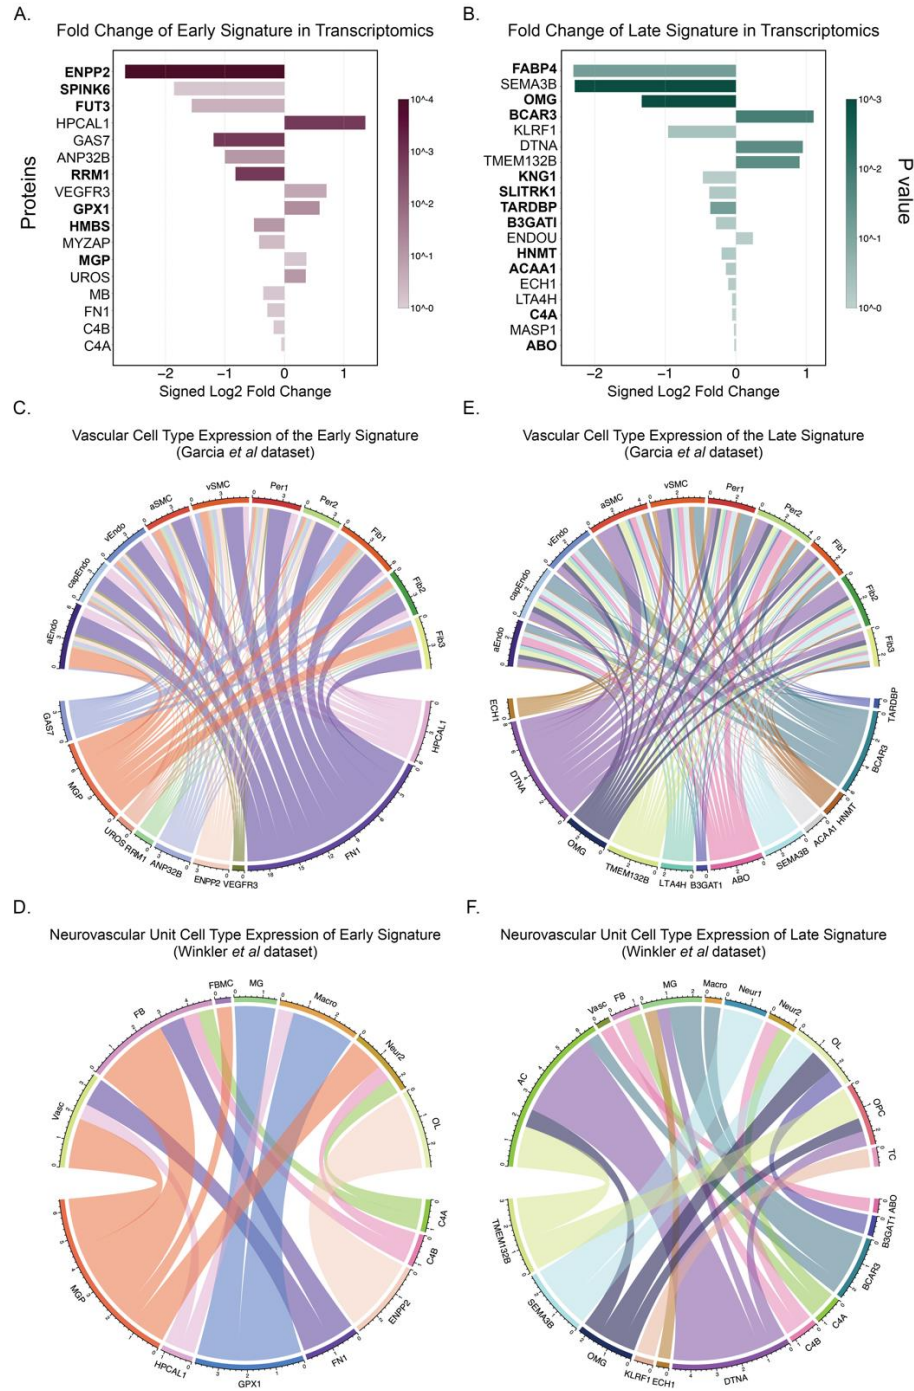 A.
Fold Change of Early Signature in Transcriptomics
Proteins
ENPP2
SPINK6
FUT3
HPCAL1
GAS7
ANP32B
RRM1
VEGFR3
GPX1
HMBS
MYZAP
MGP
UROS
MB
FN1
C4B
C4A
−2 −1 0 1
Signed Log2 Fold Change
10^-4
10^-3
10^-2
10^-1
10^-0
B.
Fold Change of Late Signature in Transcriptomics
FABP4
SEMA3B
OMG
BCAR3
KLRF1
DTNA
TMEM132B
KNG1
SLITRK1
TARDBP
B3GATI
ENDOU
HNMT
ACAA1
ECH1
LTA4H
C4A
MASP1
ABO
−2 −1 0 1
Signed Log2 Fold Change
10^-3
10^-2
10^-1
10^-0
P value
C.
Vascular Cell Type Expression of the Early Signature
(Garcia et al dataset)
aEndo
capEndo
vEndo
aSMC
vSMC
Per1
Per2
Fib1
Fib2
Fib3
HPCAL1
FN1
VEGFR3
ENPP2
ANP32B
RRM1
UROS
MGP
GAS7
E.
Vascular Cell Type Expression of the Late Signature
(Garcia et al dataset)
aEndo
capEndo
vEndo
aSMC
vSMC
Per1
Per2
Fib1
Fib2
Fib3
TARDBP
BCAR3
HNMT
ACAA1
SEMA3B
ABO
B3GAT1
LTA4H
TMEM132B
OMG
DTNA
ECH1
D.
Neurovascular Unit Cell Type Expression of Early Signature
(Winkler et al dataset)
Vasc
FB
FBMC
MG
Macro
Neur2
OL
C4A
C4B
ENPP2
FN1
GPX1
HPCAL1
MGP
F.
Neurovascular Unit Cell Type Expression of Late Signature
(Winkler et al dataset)
AC
Vasc
FB
MG
Macro
Neur1
Neur2
OL
OPC
TC
ABO
B3GAT1
BCAR3
C4A
C4B
DTNA
ECH1
KLRF1
OMG
SEMA3B
TMEM132B